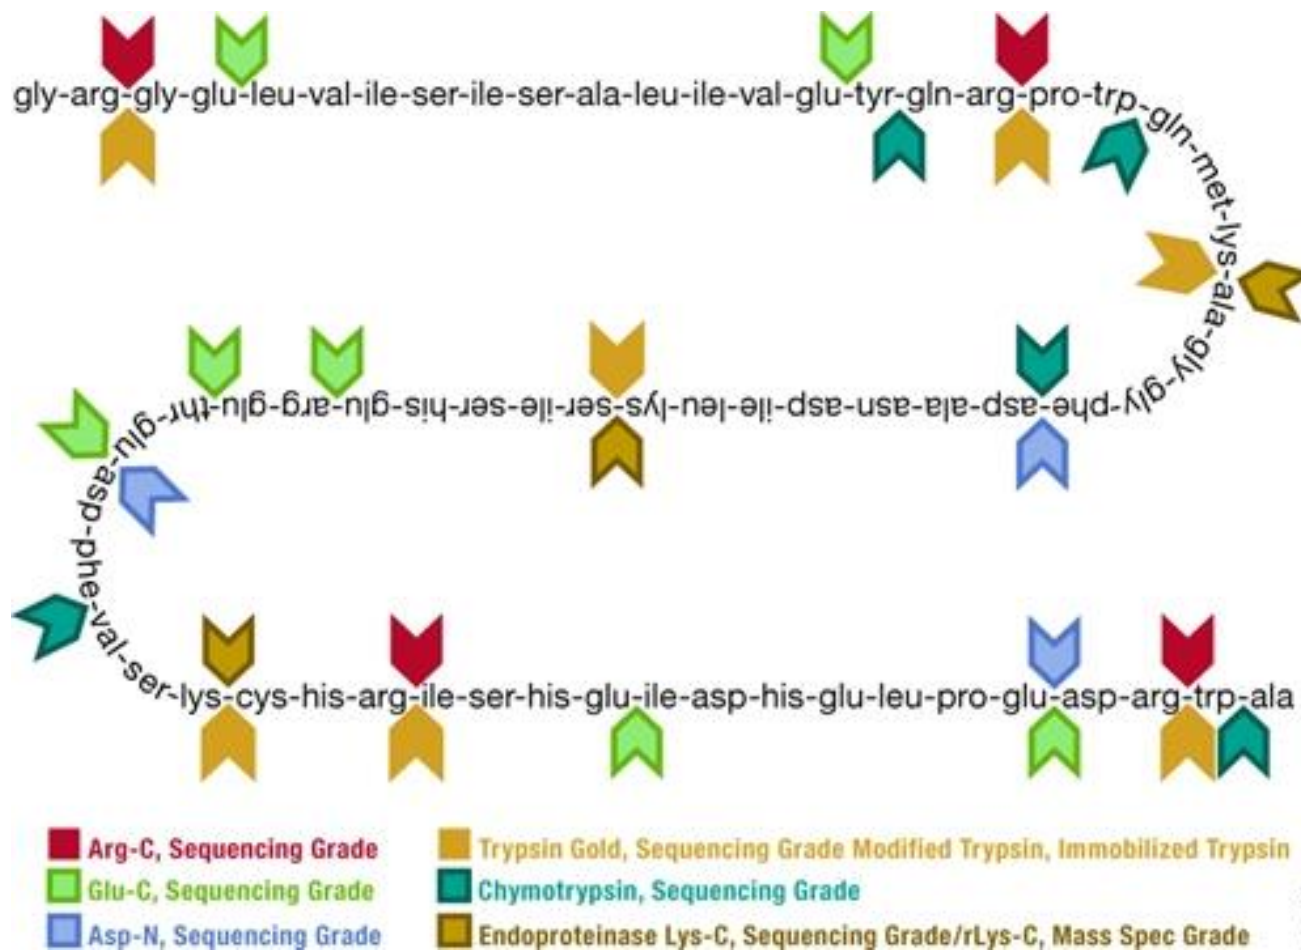 gly-arg-gly-glu-leu-val-ile-ser-ile-ser-ala-leu-ile-val-glu-tyr-gln-arg-pro-trp-gln-met-lys-ala-gly-gly-
phe-asp-ala-asn-asp-ile-leu-lys-ser-ile-ser-his-glu-arg-glu-thr-glu-asp-phe-val-ser-
lys-cys-his-arg-ile-ser-his-glu-ile-asp-his-glu-leu-pro-glu-asp-arg-trp-ala
Arg-C, Sequencing Grade
Glu-C, Sequencing Grade
Asp-N, Sequencing Grade
Trypsin Gold, Sequencing Grade Modified Trypsin, Immobilized Trypsin
Chymotrypsin, Sequencing Grade
Endoproteinase Lys-C, Sequencing Grade/rLys-C, Mass Spec Grade